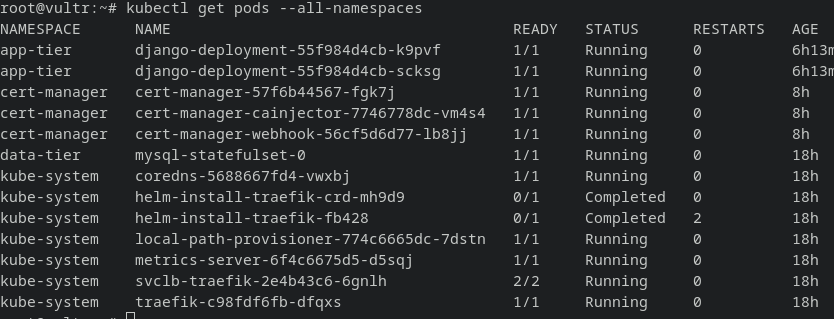 root@vultr:~# kubectl get pods --all-namespaces
NAMESPACE NAME READY STATUS RESTARTS AGE
app-tier django-deployment-55f984d4cb-k9pvf 1/1 Running 0 6h13m
app-tier django-deployment-55f984d4cb-scksg 1/1 Running 0 6h13m
cert-manager cert-manager-57f6b44567-fgk7j 1/1 Running 0 8h
cert-manager cert-manager-cainjector-7746778dc-vm4s4 1/1 Running 0 8h
cert-manager cert-manager-webhook-56cf5d6d77-lb8jj 1/1 Running 0 8h
data-tier mysql-statefulset-0 1/1 Running 0 18h
kube-system coredns-5688667fd4-vwxbj 1/1 Running 0 18h
kube-system helm-install-traefik-crd-mh9d9 0/1 Completed 0 18h
kube-system helm-install-traefik-fb428 0/1 Completed 2 18h
kube-system local-path-provisioner-774c6665dc-7dstn 1/1 Running 0 18h
kube-system metrics-server-6f4c6675d5-d5sqj 1/1 Running 0 18h
kube-system svclb-traefik-2e4b43c6-6gnlh 2/2 Running 0 18h
kube-system traefik-c98fdf6fb-dfqxs 1/1 Running 0 18h